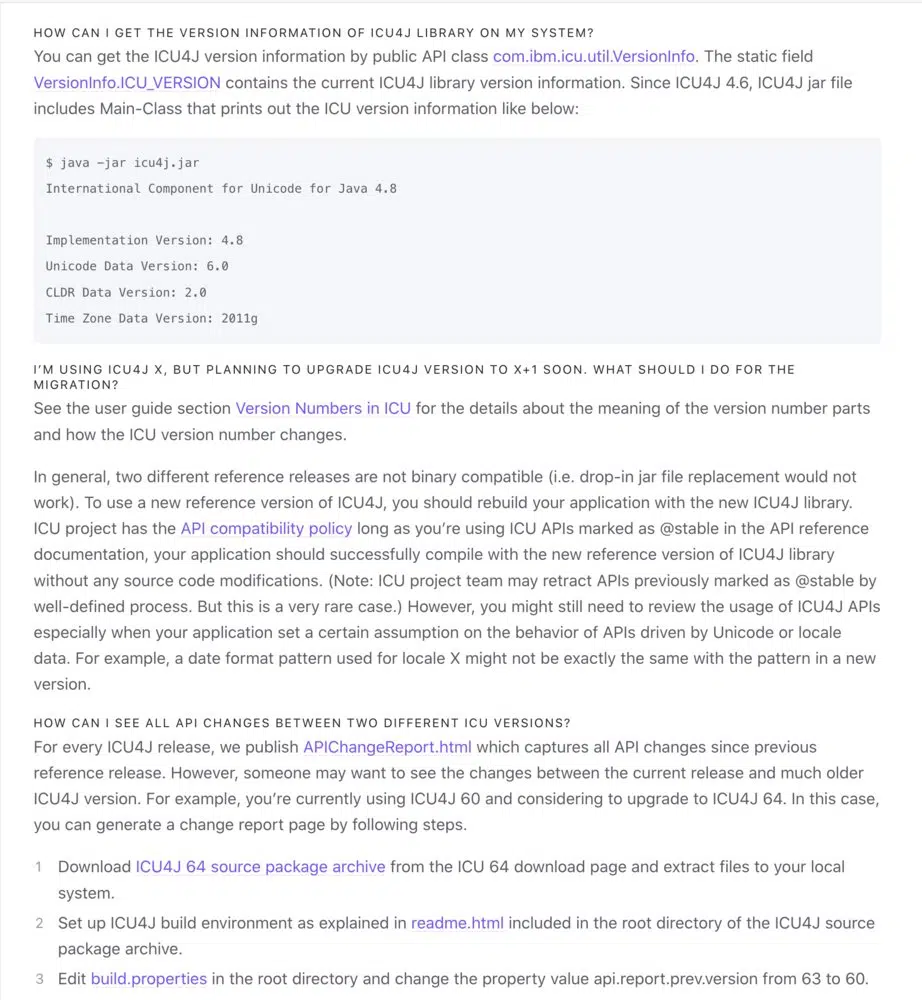 HOW CAN I GET THE VERSION INFORMATION OF ICU4J LIBRARY ON MY SYSTEM?
You can get the ICU4J version information by public API class com.ibm.icu.util.VersionInfo. The static field
VersionInfo.ICU_VERSION contains the current ICU4J library version information. Since ICU4J 4.6, ICU4J jar file
includes Main-Class that prints out the ICU version information like below:
$ java -jar icu4j.jar
International Component for Unicode for Java 4.8
Implementation Version: 4.8
Unicode Data Version: 6.0
CLDR Data Version: 2.0
Time Zone Data Version: 2011g
I’M USING ICU4J X, BUT PLANNING TO UPGRADE ICU4J VERSION TO X+1 SOON. WHAT SHOULD I DO FOR THE
MIGRATION?
See the user guide section Version Numbers in ICU for the details about the meaning of the version number parts
and how the ICU version number changes.
In general, two different reference releases are not binary compatible (i.e. drop-in jar file replacement would not
work). To use a new reference version of ICU4J, you should rebuild your application with the new ICU4J library.
ICU project has the API compatibility policy long as you’re using ICU APIs marked as @stable in the API reference
documentation, your application should successfully compile with the new reference version of ICU4J library
without any source code modifications. (Note: ICU project team may retract APIs previously marked as @stable by
well-defined process. But this is a very rare case.) However, you might still need to review the usage of ICU4J APIs
especially when your application set a certain assumption on the behavior of APIs driven by Unicode or locale
data. For example, a date format pattern used for locale X might not be exactly the same with the pattern in a new
version.
HOW CAN I SEE ALL API CHANGES BETWEEN TWO DIFFERENT ICU VERSIONS?
For every ICU4J release, we publish APIChangeReport.html which captures all API changes since previous
reference release. However, someone may want to see the changes between the current release and much older
ICU4J version. For example, you’re currently using ICU4J 60 and considering to upgrade to ICU4J 64. In this case,
you can generate a change report page by following steps.
1 Download ICU4J 64 source package archive from the ICU 64 download page and extract files to your local
system.
2 Set up ICU4J build environment as explained in readme.html included in the root directory of the ICU4J source
package archive.
3 Edit build.properties in the root directory and change the property value api.report.prev.version from 63 to 60.